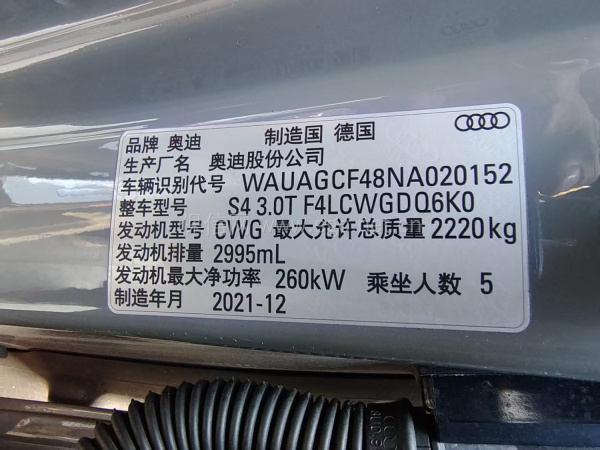 品牌 奥迪 制造国 德国
生产厂名 奥迪股份公司
车辆识别代号 WAUAGCF48NA020152
整车型号 S4 3.0T F4LCWGDQ6K0
发动机型号 CWG 最大允许总质量 2220kg
发动机排量 2995mL
发动机最大净功率 260kW 乘坐人数 5
制造年月 2021-12